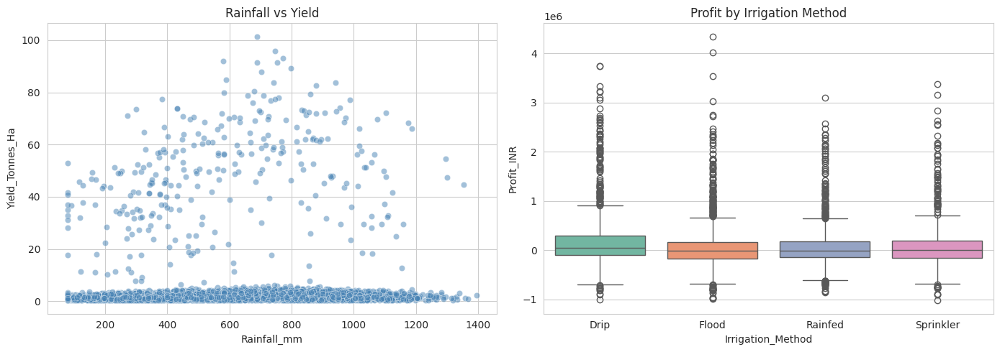 Rainfall vs Yield
Yield_Tonnes_Ha
100
80
60
40
20
0
200 400 600 800 1000 1200 1400
Rainfall_mm
Profit by Irrigation Method
1e6
Profit_INR
4
3
2
1
0
−1
Drip Flood Rainfed Sprinkler
Irrigation_Method